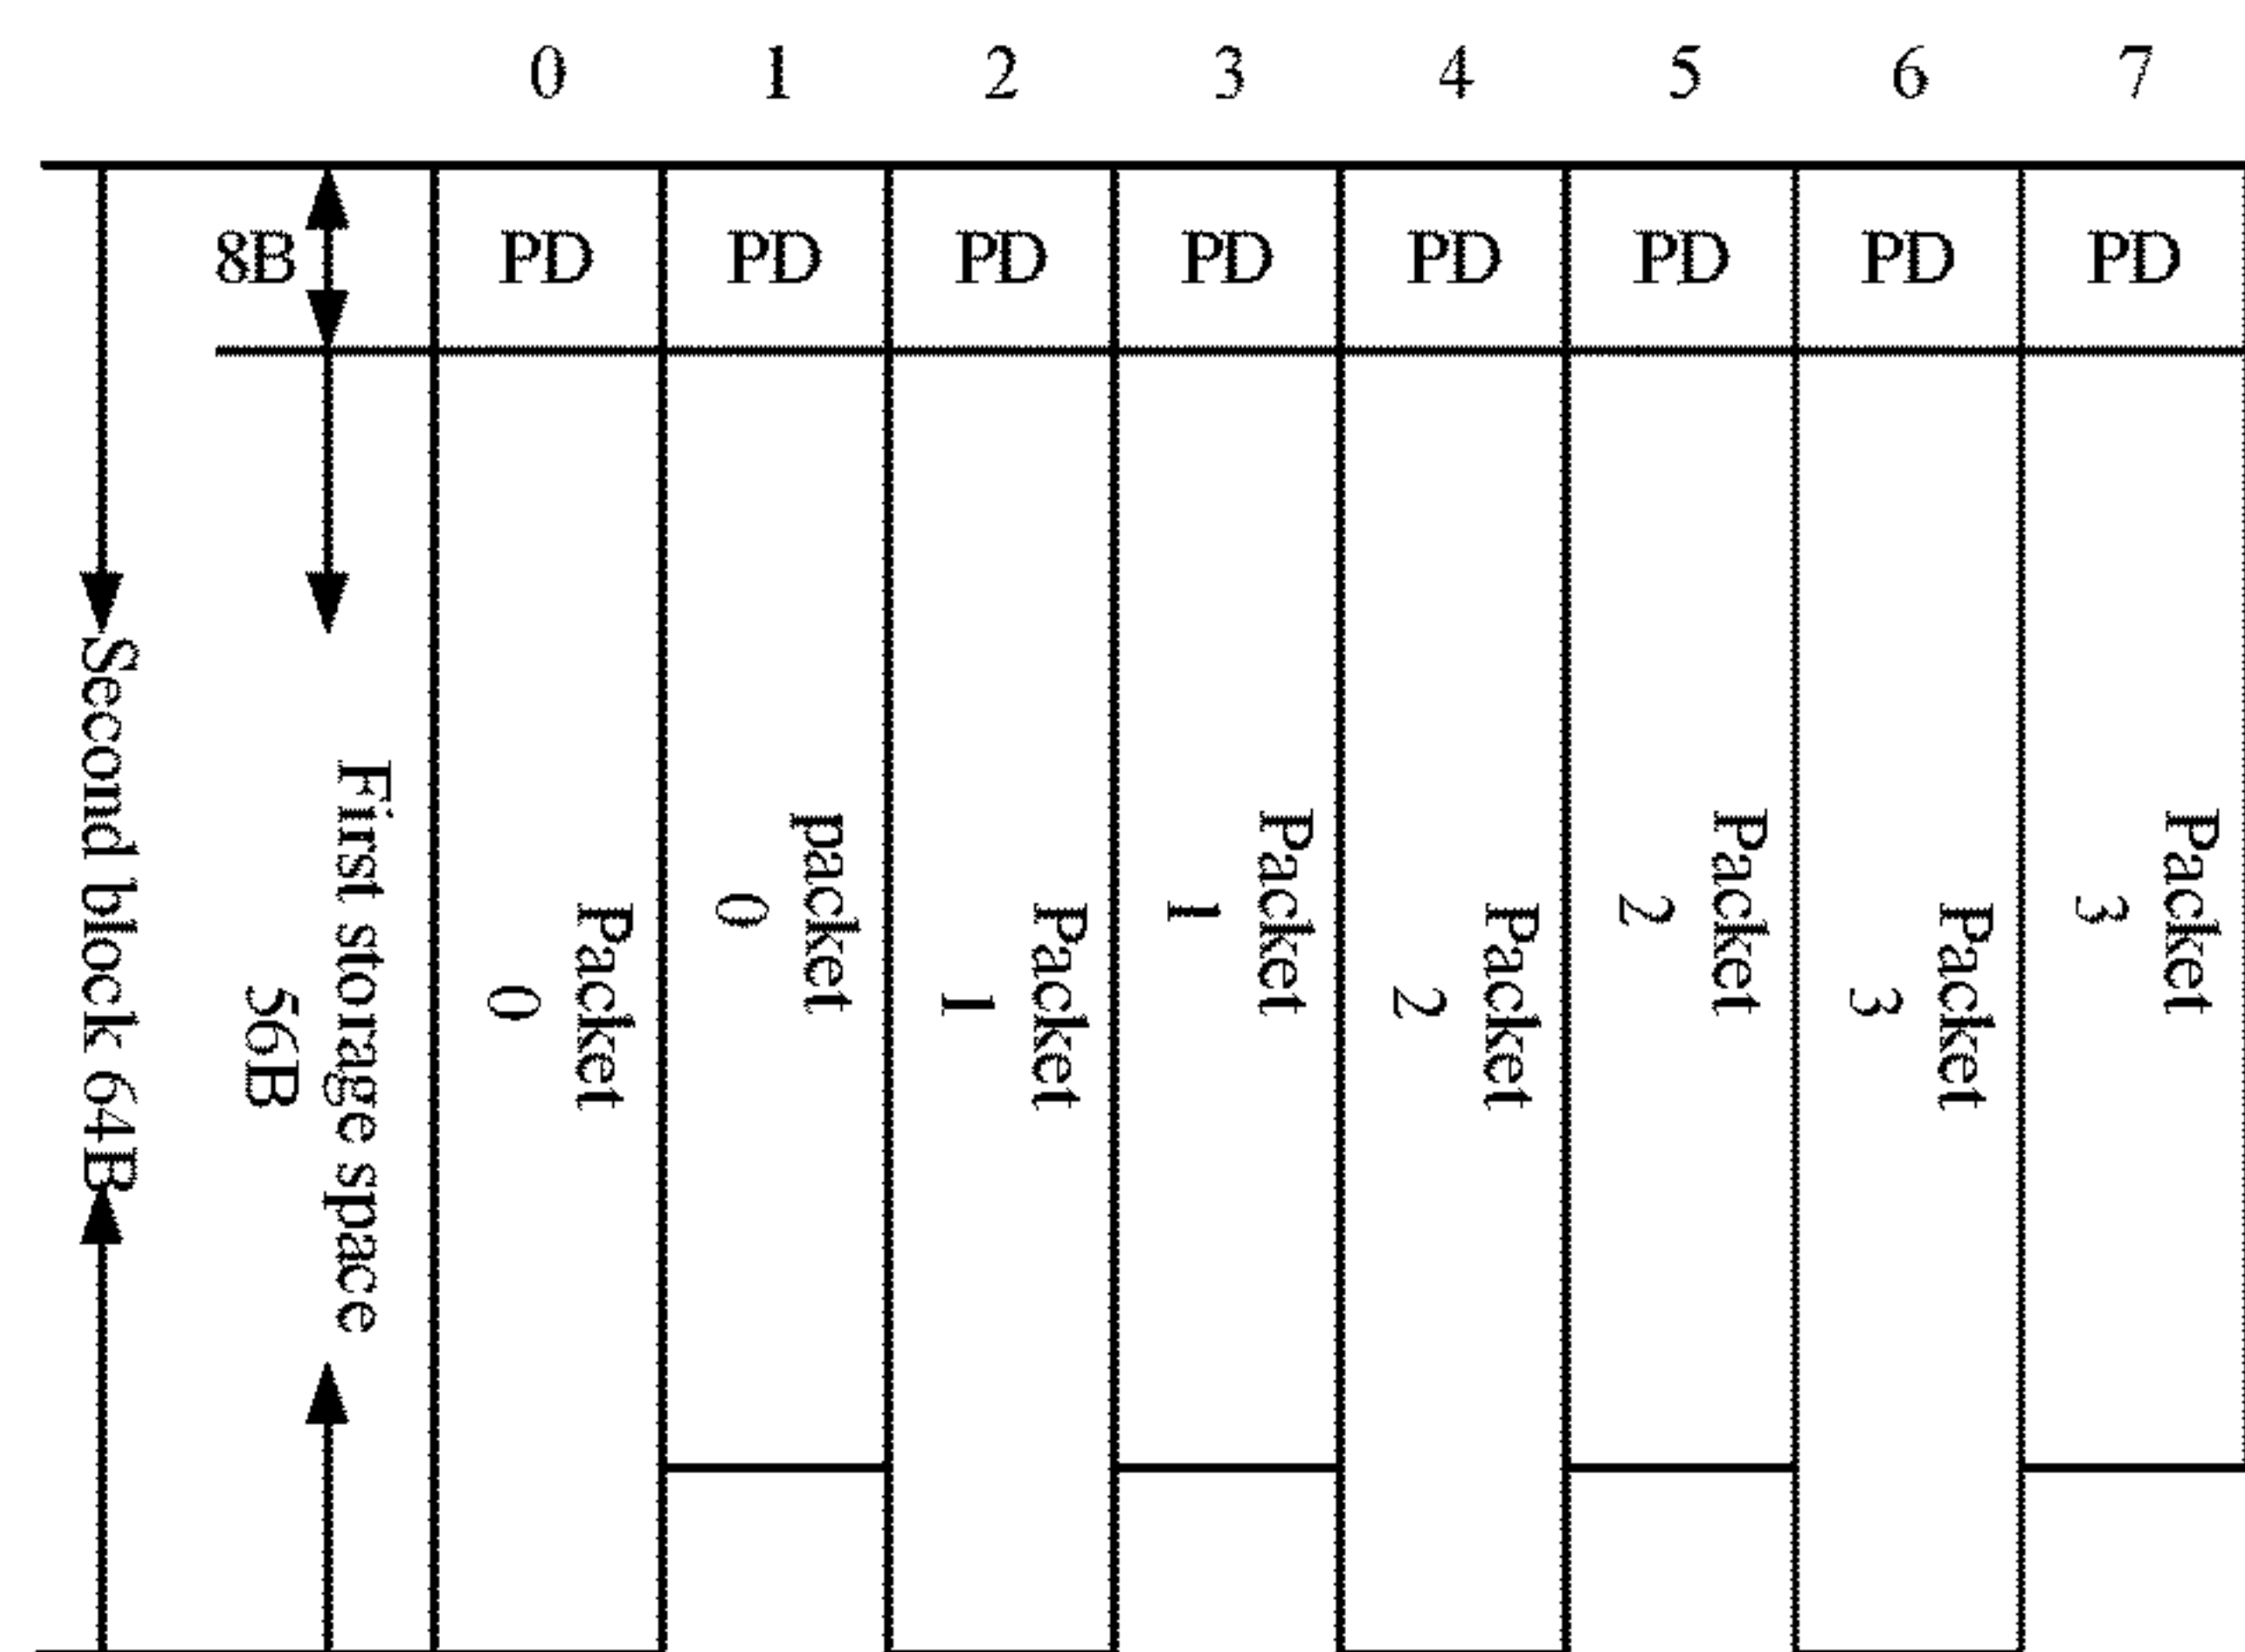 0 1 2 3 4 5 6 7
8B PD PD PD PD PD PD PD PD
Second block 64B
First storage space
56B
Packet
0
packet
0
Packet
1
Packet
1
Packet
2
Packet
2
Packet
3
Packet
3